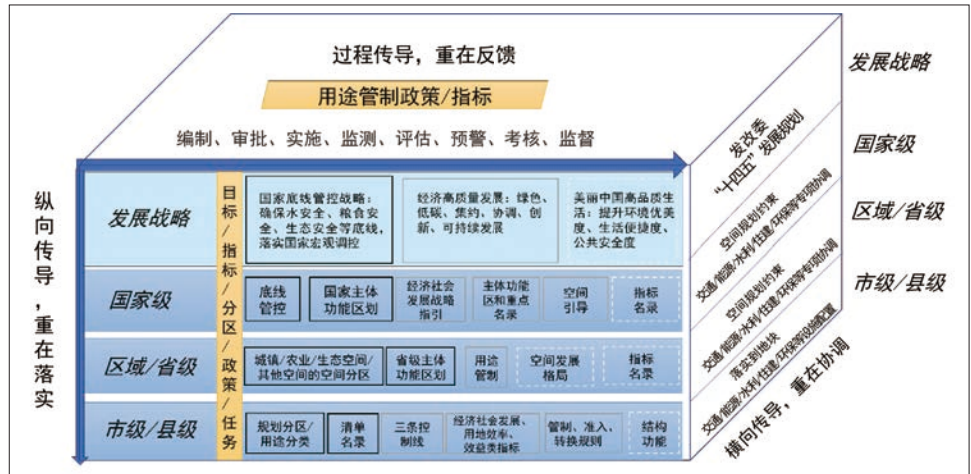 过程传导，重在反馈
用途管制政策/指标
编制、审批、实施、监测、评估、预警、考核、监督
纵向传导，重在落实
目标/指标/分区/政策/任务
发展战略
国家底线管控战略：
确保水安全、粮食安
全、生态安全等底线，
落实国家宏观调控
经济高质量发展：绿色、
低碳、集约、协调、创
新、可持续发展
美丽中国高品质生
活：提升环境优美
度、生活便捷度、
公共安全度
国家级
底线
管控
国家主体
功能区划
经济社会
发展战略
指引
主体功能
区和重点
名录
空间
引导
指标
名录
区域/省级
城镇/农业/生态空间/
其他空间的空间分区
省级主体
功能区划
用途
管制
空间发展
格局
指标
名录
市级/县级
规划分区/
用途分类
清单
名录
三条控
制线
经济社会发展、
用地效率、
效益类指标
管制、准入、
转换规则
结构
功能
发改委
“十四五”发展规划
空间规划约束
交通/能源/水利/住建/环保等专项协调
空间规划约束
交通/能源/水利/住建/环保等专项协调
落实到地块
交通/能源/水利/住建/环保等设施配置
横向传导，重在协调
发展战略
国家级
区域/省级
市级/县级